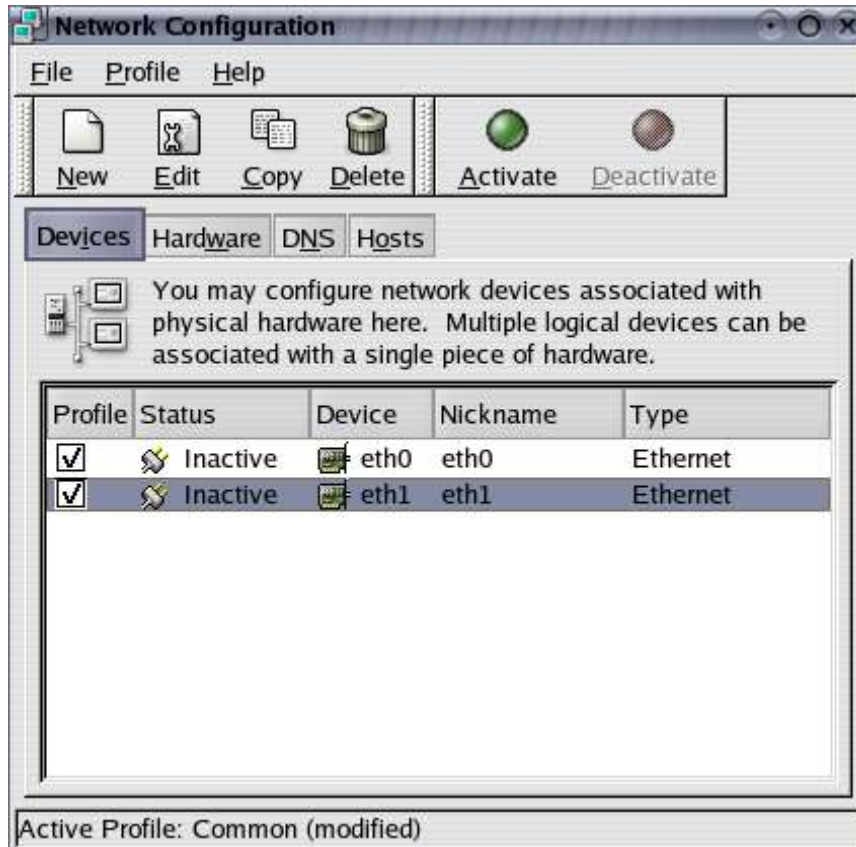 Network Configuration
File Profile Help
New Edit Copy Delete Activate Deactivate
Devices Hardware DNS Hosts
You may configure network devices associated with
physical hardware here.  Multiple logical devices can be
associated with a single piece of hardware.
Profile Status Device Nickname Type
Inactive eth0 eth0 Ethernet
Inactive eth1 eth1 Ethernet
Active Profile: Common (modified)